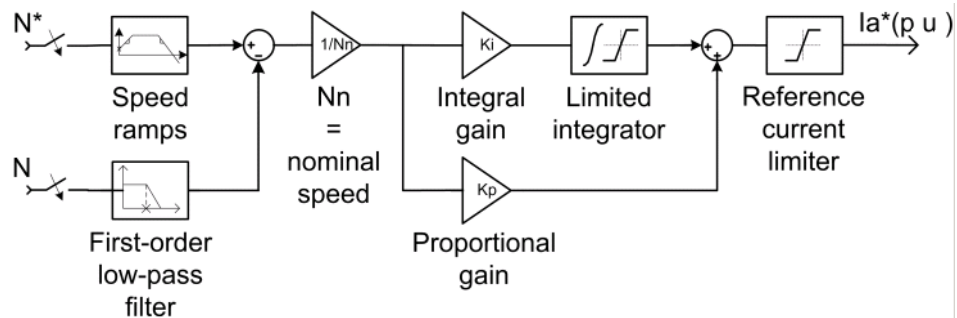 N*
Ia*(p u )
+
−
1/Nn
Ki
+
+
Speed
ramps
Nn
=
nominal
speed
Integral
gain
Limited
integrator
Reference
current
limiter
N
Kp
First-order
low-pass
filter
Proportional
gain